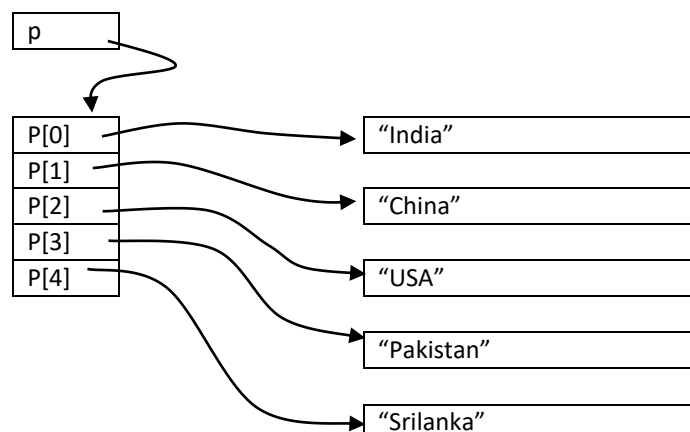 p
P[0]
P[1]
P[2]
P[3]
P[4]
“India”
“China”
“USA”
“Pakistan”
“Srilanka”